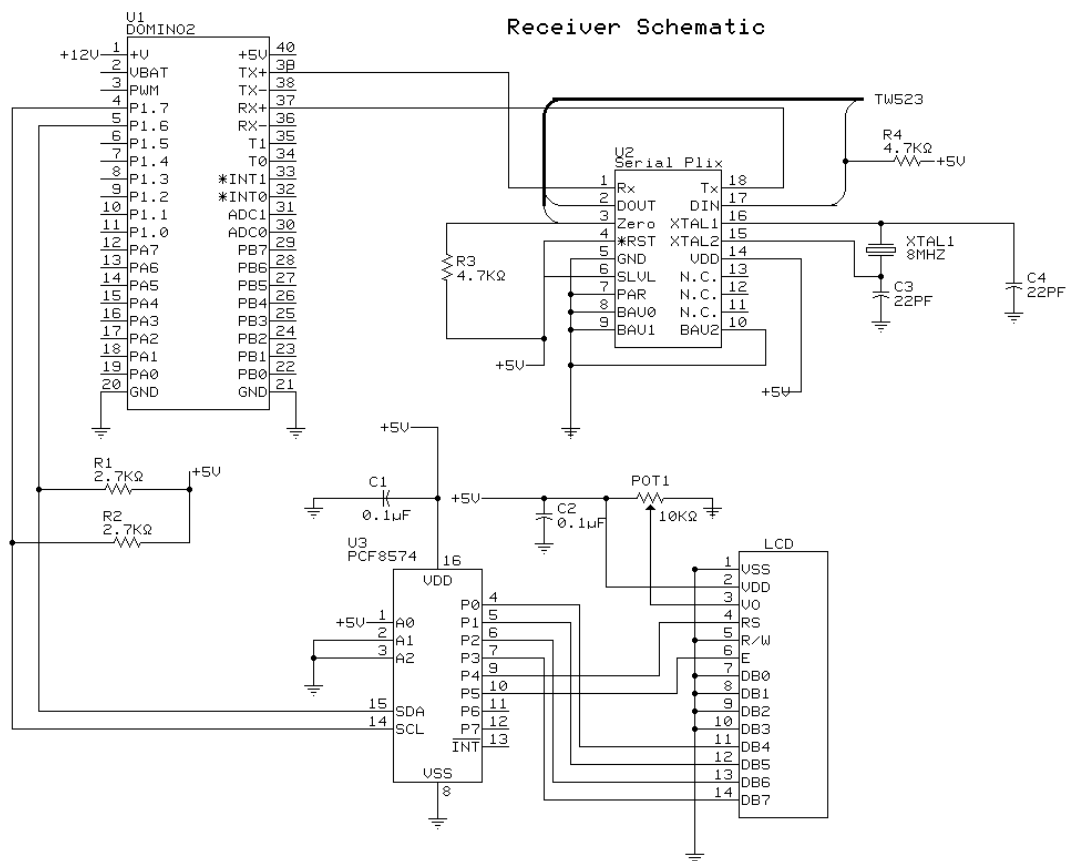 Receiver Schematic
U1
DOMINO2
+12V
1 +V
2 VBAT
3 PWM
4 P1.7
5 P1.6
6 P1.5
7 P1.4
8 P1.3
9 P1.2
10 P1.1
11 P1.0
12 PA7
13 PA6
14 PA5
15 PA4
16 PA3
17 PA2
18 PA1
19 PA0
20 GND
+5V 40
TX+ 39
TX- 38
RX+ 37
RX- 36
T1 35
T0 34
*INT1 33
*INT0 32
ADC1 31
ADC0 30
PB7 29
PB6 28
PB5 27
PB4 26
PB3 25
PB2 24
PB1 23
PB0 22
GND 21
TW523
R4
4.7KΩ
+5V
U2
Serial Plix
1 Rx
2 DOUT
3 Zero
4 *RST
5 GND
6 SLVL
7 PAR
8 BAU0
9 BAU1
Tx 18
DIN 17
XTAL1 16
XTAL2 15
VDD 14
N.C. 13
N.C. 12
N.C. 11
BAU2 10
R3
4.7KΩ
+5V
+5V
XTAL1
8MHZ
C3
22PF
C4
22PF
R1
2.7KΩ
+5V
R2
2.7KΩ
+5V
C1
0.1µF
+5V
C2
0.1µF
POT1
10KΩ
U3
PCF8574
16
VDD
+5V
1 A0
2 A1
3 A2
15 SDA
14 SCL
P0 4
P1 5
P2 6
P3 7
P4 9
P5 10
P6 11
P7 12
INT 13
VSS
8
LCD
1 VSS
2 VDD
3 VO
4 RS
5 R/W
6 E
7 DB0
8 DB1
9 DB2
10 DB3
11 DB4
12 DB5
13 DB6
14 DB7